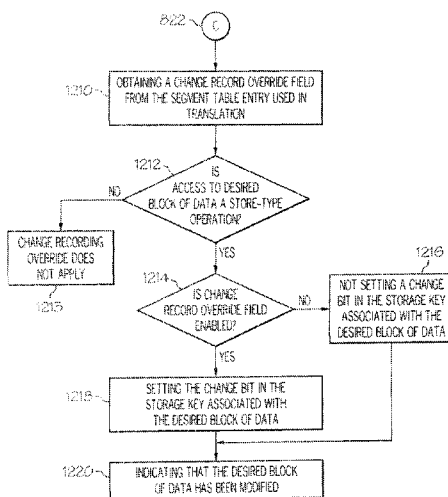 822
C
1210
OBTAINING A CHANGE RECORD OVERRIDE FIELD
FROM THE SEGMENT TABLE ENTRY USED IN
TRANSLATION
1212
IS
ACCESS TO DESIRED
BLOCK OF DATA A STORE-TYPE
OPERATION?
NO
YES
CHANGE RECORDING
OVERRIDE DOES
NOT APPLY
1213
1214
IS CHANGE
RECORD OVERRIDE FIELD
ENABLED?
NO
YES
1216
NOT SETTING A CHANGE
BIT IN THE STORAGE KEY
ASSOCIATED WITH THE
DESIRED BLOCK OF DATA
1218
SETTING THE CHANGE BIT IN THE
STORAGE KEY ASSOCIATED WITH
THE DESIRED BLOCK OF DATA
1220
INDICATING THAT THE DESIRED BLOCK
OF DATA HAS BEEN MODIFIED